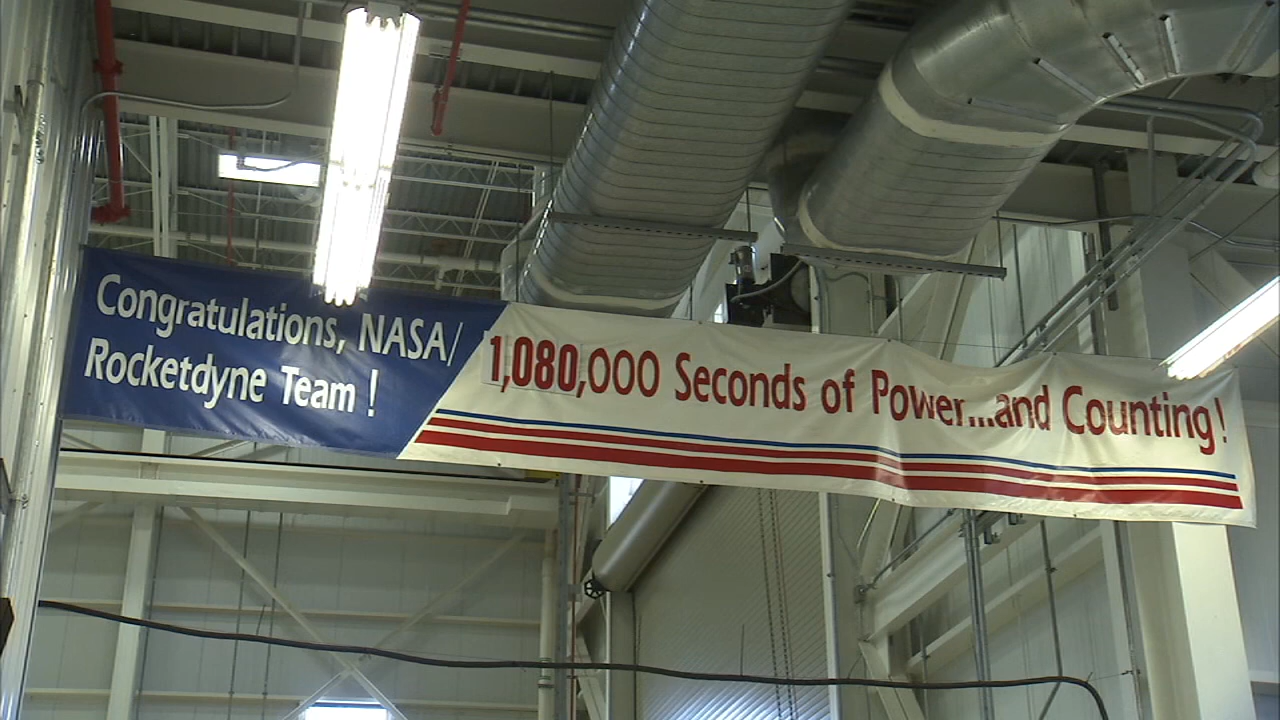 Congratulations, NASA/
Rocketdyne Team !
1,080,000 Seconds of Power...and Counting!